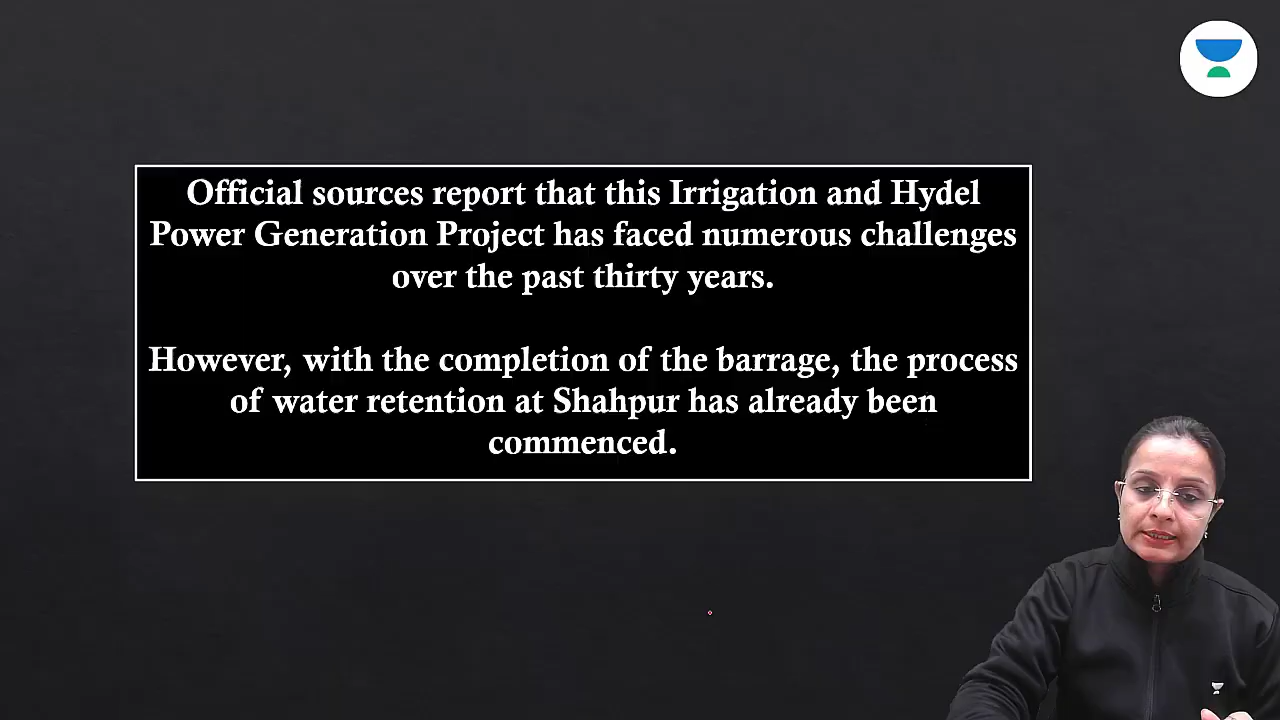 Official sources report that this Irrigation and Hydel
Power Generation Project has faced numerous challenges
over the past thirty years.
However, with the completion of the barrage, the process
of water retention at Shahpur has already been
commenced.